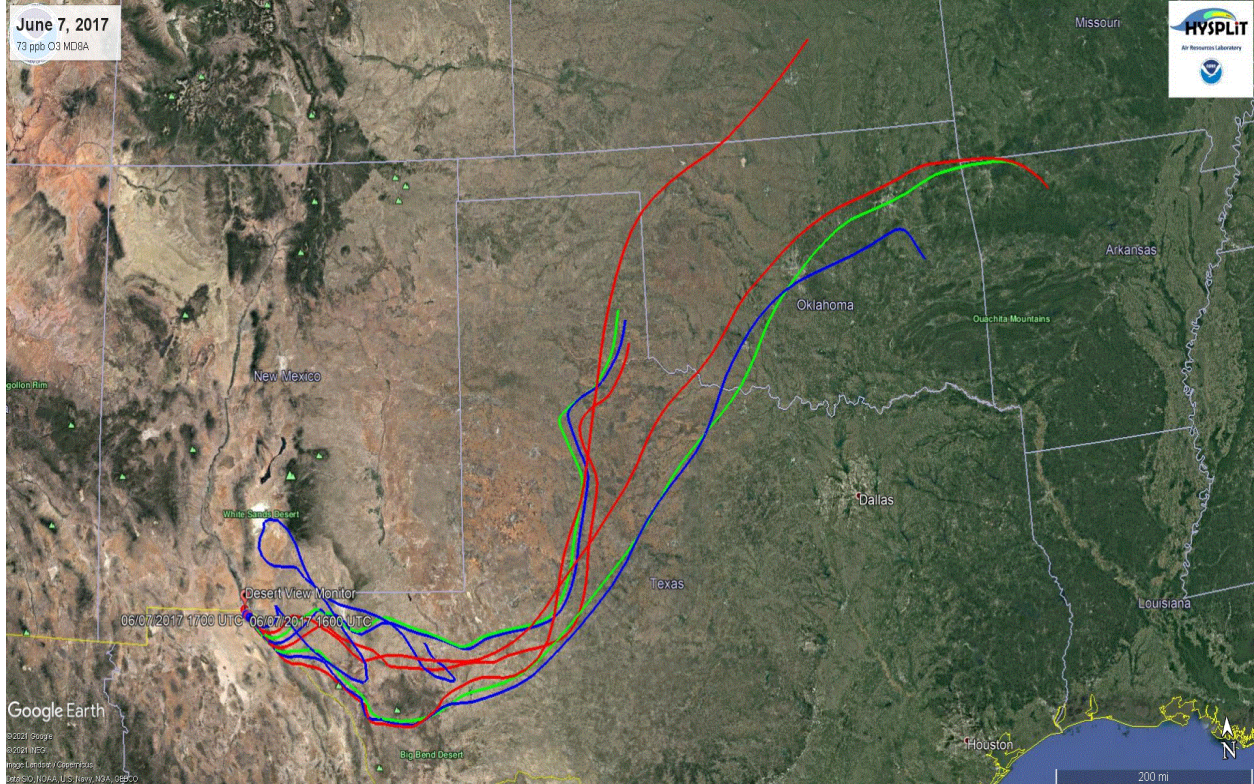 June 7, 2017
73 ppb O3 MD8A
HYSPLIT
Air Resources Laboratory
NOAA
Missouri
Arkansas
Oklahoma
Ouachita Mountains
New Mexico
gollon Rim
White Sands Desert
Dallas
Desert View Monitor
06/07/2017 1700 UTC 06/07/2017 1600 UTC
Texas
Louisiana
Big Bend Desert
Houston
Google Earth
©2021 Google
©2021 INEGI
Image Landsat / Copernicus
Data SIO, NOAA, U.S. Navy, NGA, GEBCO
N
200 mi